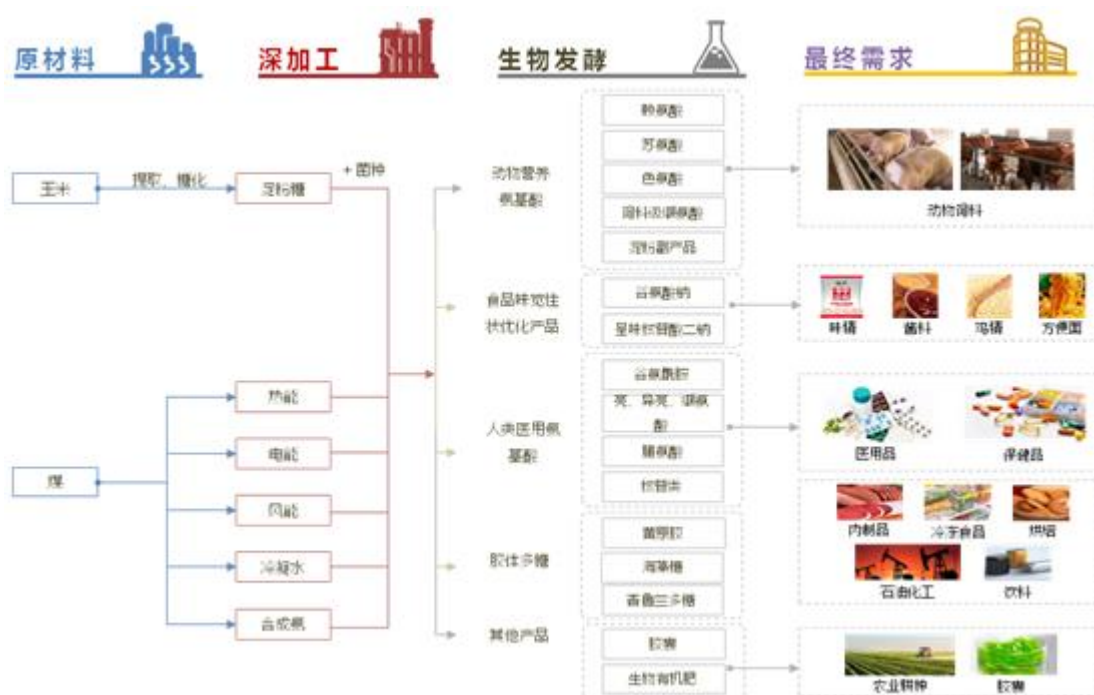 原材料
深加工
生物发酵
最终需求
玉米
提取、糖化
淀粉糖
+ 菌种
动物营养
氨基酸
赖氨酸
苏氨酸
色氨酸
饲料级缬氨酸
淀粉副产品
动物饲料
食品味觉性
状优化产品
谷氨酸钠
呈味核苷酸二钠
味精
酱料
鸡精
方便面
煤
热能
电能
风能
冷凝水
合成氨
人类医用氨
基酸
谷氨酰胺
亮、异亮、缬氨
酸
脯氨酸
核苷类
医用品
保健品
胶体多糖
黄原胶
海藻糖
普鲁兰多糖
肉制品
冷冻食品
烘焙
石油化工
饮料
其他产品
胶囊
生物有机肥
农业耕种
胶囊